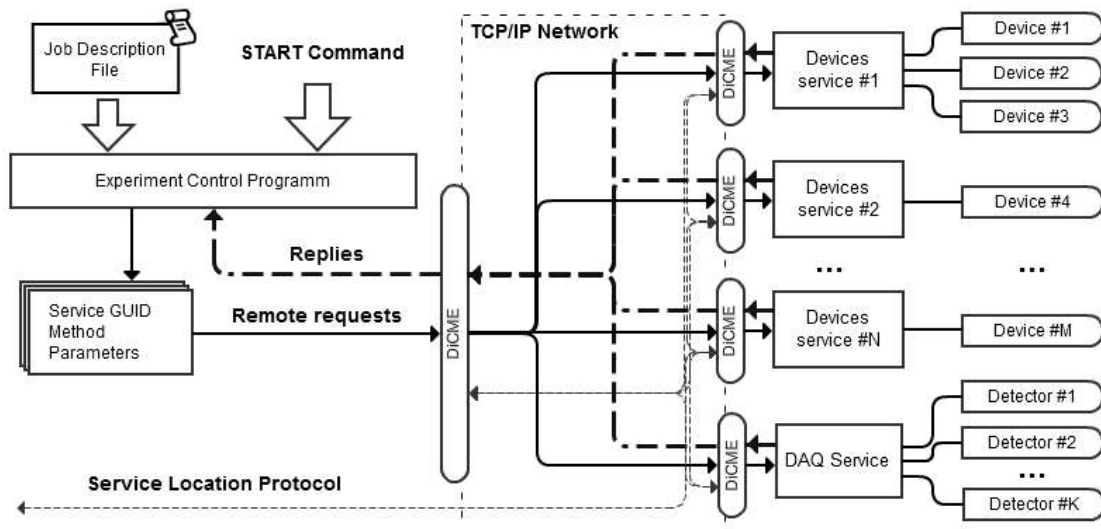 Job Description
File
START Command
TCP/IP Network
Experiment Control Programm
Replies
Service GUID
Method
Parameters
Remote requests
DiCME
Service Location Protocol
DiCME
Devices
service #1
Device #1
Device #2
Device #3
DiCME
Devices
service #2
Device #4
...
...
DiCME
Devices
service #N
Device #M
DiCME
DAQ Service
Detector #1
Detector #2
...
Detector #K